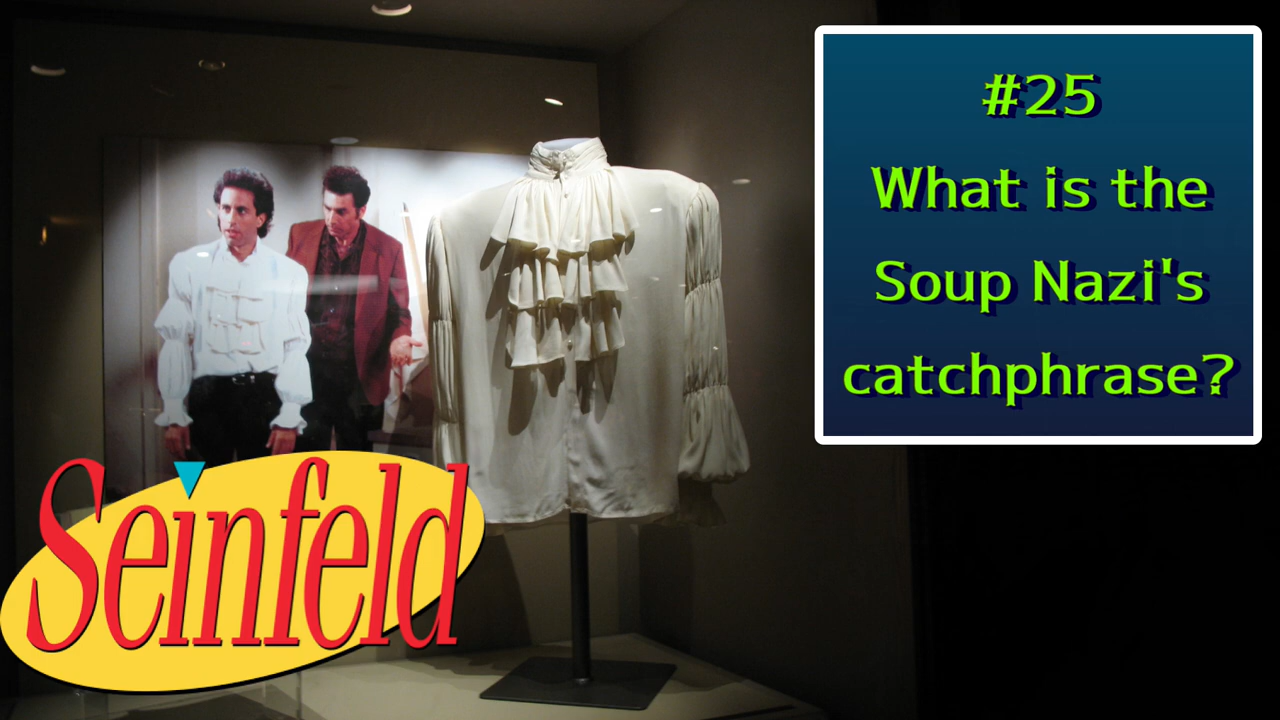 #25
What is the
Soup Nazi's
catchphrase?
Seinfeld